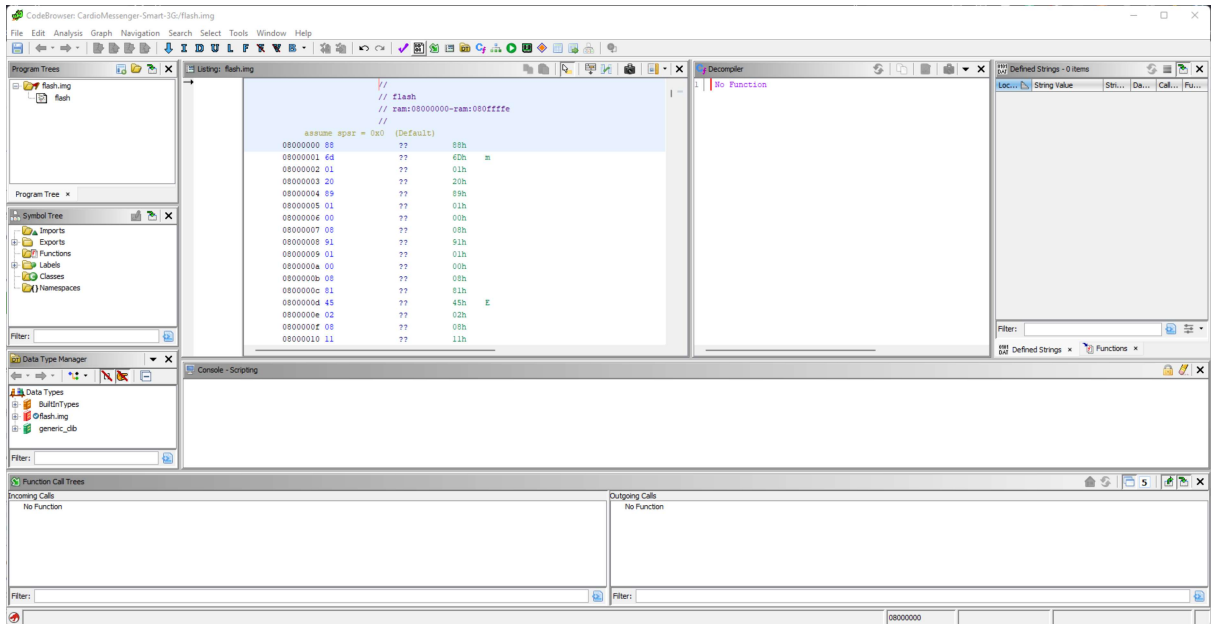 CodeBrowser: CardioMessenger-Smart-3G:/flash.img
File Edit Analysis Graph Navigation Search Select Tools Window Help
I D U L F B
Program Trees
flash.img
flash
Program Tree ×
Symbol Tree
Imports
Exports
Functions
Labels
Classes
Namespaces
Filter:
Data Type Manager
Data Types
BuiltInTypes
flash.img
generic_clib
Filter:
Listing: flash.img
//
// flash
// ram:08000000-ram:080ffffe
//
assume spsr = 0x0 (Default)
08000000 88 ?? 88h
08000001 6d ?? 6Dh m
08000002 01 ?? 01h
08000003 20 ?? 20h
08000004 89 ?? 89h
08000005 01 ?? 01h
08000006 00 ?? 00h
08000007 08 ?? 08h
08000008 91 ?? 91h
08000009 01 ?? 01h
0800000a 00 ?? 00h
0800000b 08 ?? 08h
0800000c 81 ?? 81h
0800000d 45 ?? 45h E
0800000e 02 ?? 02h
0800000f 08 ?? 08h
08000010 11 ?? 11h
Decompiler
1 No Function
Defined Strings - 0 items
Loc... String Value Stri... Da... Cal... Fu...
Filter:
Defined Strings × Functions ×
Console - Scripting
Function Call Trees
5
Incoming Calls
No Function
Filter:
Outgoing Calls
No Function
Filter:
08000000